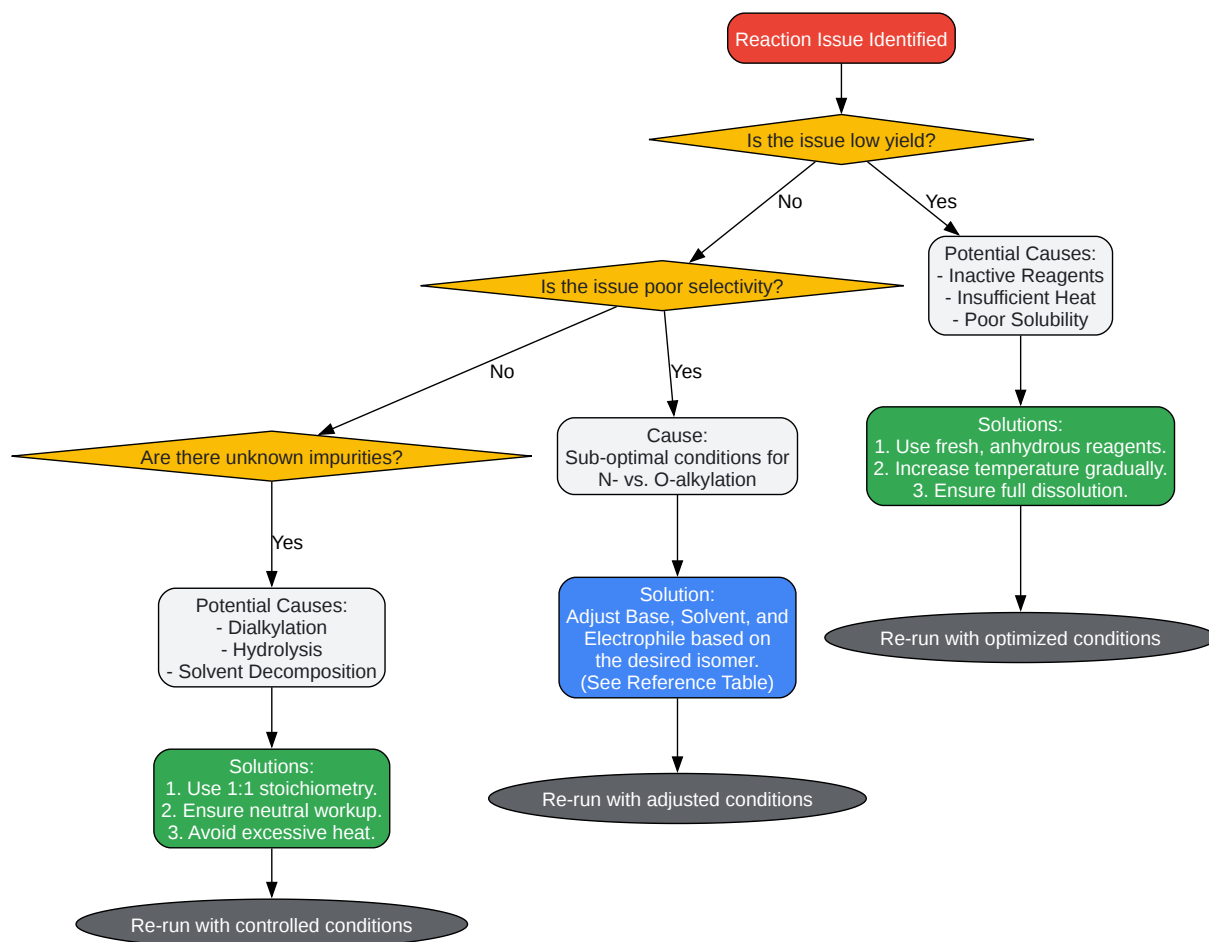 Reaction Issue Identified
Is the issue low yield?
No
Yes
Potential Causes:
- Inactive Reagents
- Insufficient Heat
- Poor Solubility
Is the issue poor selectivity?
No
Yes
Solutions:
1. Use fresh, anhydrous reagents.
2. Increase temperature gradually.
3. Ensure full dissolution.
Cause:
Sub-optimal conditions for
N- vs. O-alkylation
Are there unknown impurities?
Yes
Solution:
Adjust Base, Solvent, and
Electrophile based on
the desired isomer.
(See Reference Table)
Re-run with optimized conditions
Potential Causes:
- Dialkylation
- Hydrolysis
- Solvent Decomposition
Solutions:
1. Use 1:1 stoichiometry.
2. Ensure neutral workup.
3. Avoid excessive heat.
Re-run with adjusted conditions
Re-run with controlled conditions